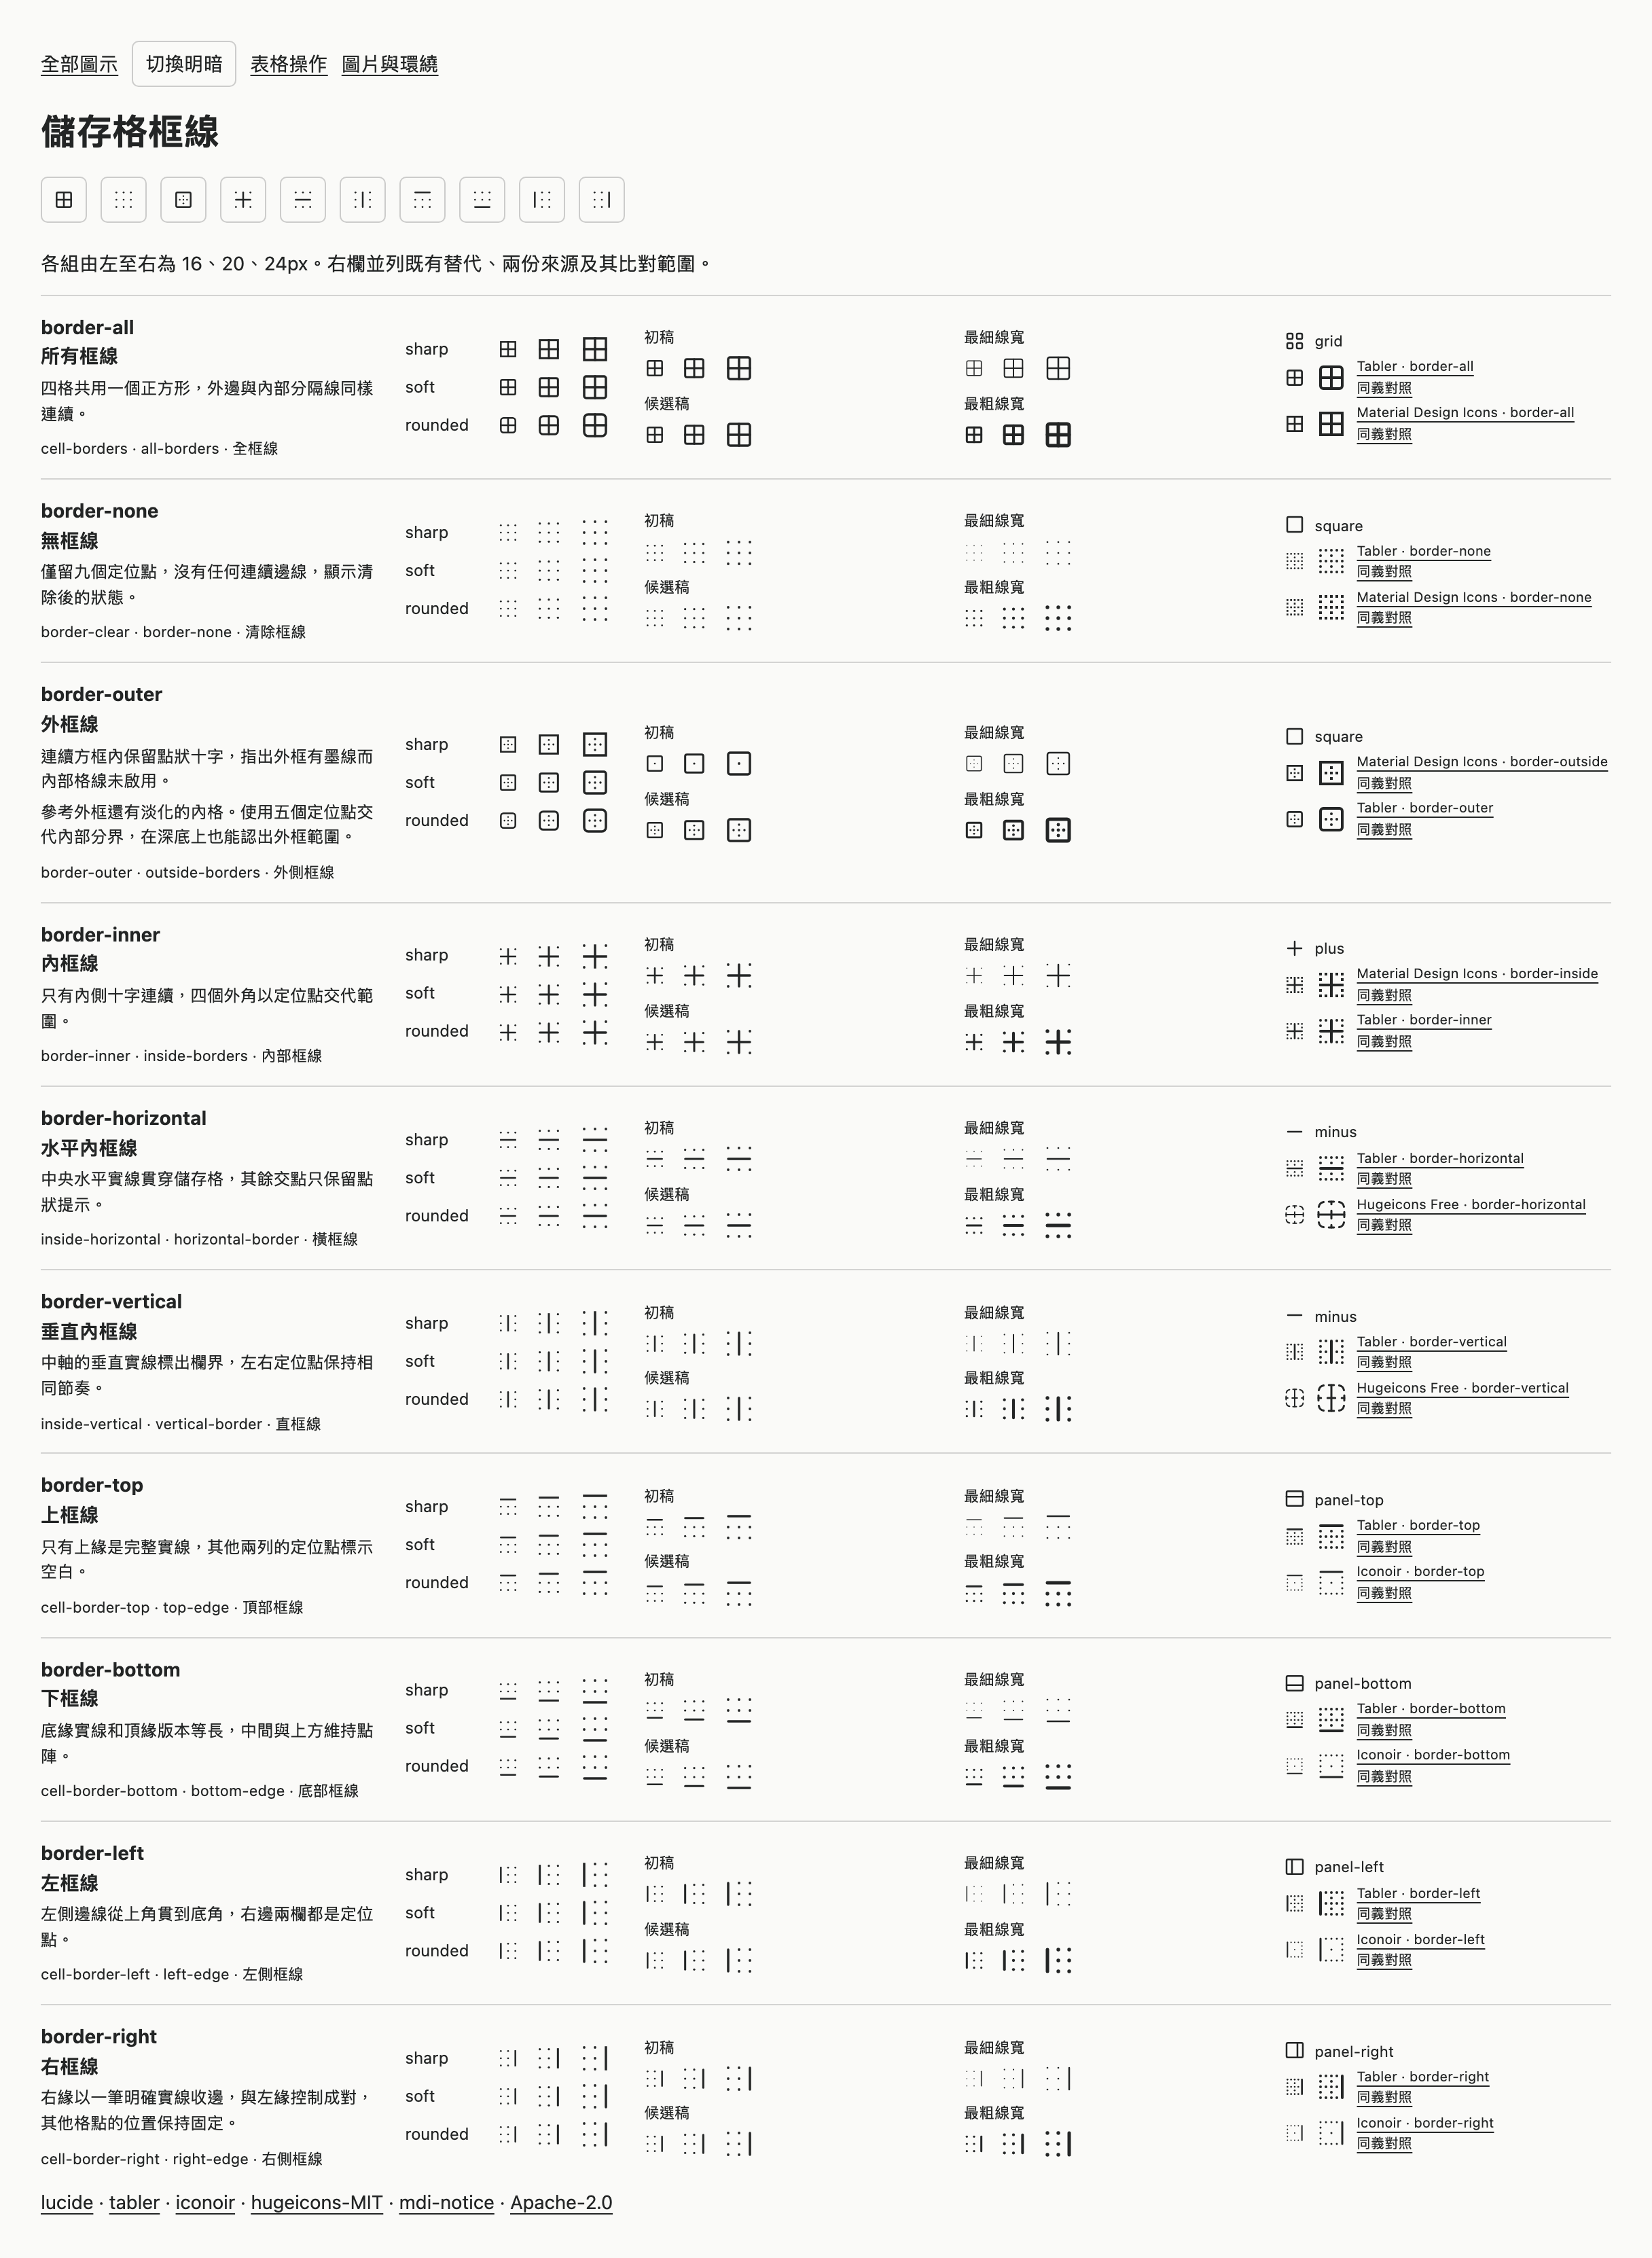 全部圖示 切換明暗 表格操作 圖片與環繞
儲存格框線
各組由左至右為 16、20、24px。右欄並列既有替代、兩份來源及其比對範圍。
border-all
所有框線
四格共用一個正方形，外邊與內部分隔線同樣
連續。
cell-borders · all-borders · 全框線
sharp
soft
rounded
初稿
候選稿
最細線寬
最粗線寬
grid
Tabler · border-all
同義對照
Material Design Icons · border-all
同義對照
border-none
無框線
僅留九個定位點，沒有任何連續邊線，顯示清
除後的狀態。
border-clear · border-none · 清除框線
sharp
soft
rounded
初稿
候選稿
最細線寬
最粗線寬
square
Tabler · border-none
同義對照
Material Design Icons · border-none
同義對照
border-outer
外框線
連續方框內保留點狀十字，指出外框有墨線而
內部格線未啟用。
參考外框還有淡化的內格。使用五個定位點交
代內部分界，在深底上也能認出外框範圍。
border-outer · outside-borders · 外側框線
sharp
soft
rounded
初稿
候選稿
最細線寬
最粗線寬
square
Material Design Icons · border-outside
同義對照
Tabler · border-outer
同義對照
border-inner
內框線
只有內側十字連續，四個外角以定位點交代範
圍。
border-inner · inside-borders · 內部框線
sharp
soft
rounded
初稿
候選稿
最細線寬
最粗線寬
plus
Material Design Icons · border-inside
同義對照
Tabler · border-inner
同義對照
border-horizontal
水平內框線
中央水平實線貫穿儲存格，其餘交點只保留點
狀提示。
inside-horizontal · horizontal-border · 橫框線
sharp
soft
rounded
初稿
候選稿
最細線寬
最粗線寬
minus
Tabler · border-horizontal
同義對照
Hugeicons Free · border-horizontal
同義對照
border-vertical
垂直內框線
中軸的垂直實線標出欄界，左右定位點保持相
同節奏。
inside-vertical · vertical-border · 直框線
sharp
soft
rounded
初稿
候選稿
最細線寬
最粗線寬
minus
Tabler · border-vertical
同義對照
Hugeicons Free · border-vertical
同義對照
border-top
上框線
只有上緣是完整實線，其他兩列的定位點標示
空白。
cell-border-top · top-edge · 頂部框線
sharp
soft
rounded
初稿
候選稿
最細線寬
最粗線寬
panel-top
Tabler · border-top
同義對照
Iconoir · border-top
同義對照
border-bottom
下框線
底緣實線和頂緣版本等長，中間與上方維持點
陣。
cell-border-bottom · bottom-edge · 底部框線
sharp
soft
rounded
初稿
候選稿
最細線寬
最粗線寬
panel-bottom
Tabler · border-bottom
同義對照
Iconoir · border-bottom
同義對照
border-left
左框線
左側邊線從上角貫到底角，右邊兩欄都是定位
點。
cell-border-left · left-edge · 左側框線
sharp
soft
rounded
初稿
候選稿
最細線寬
最粗線寬
panel-left
Tabler · border-left
同義對照
Iconoir · border-left
同義對照
border-right
右框線
右緣以一筆明確實線收邊，與左緣控制成對，
其他格點的位置保持固定。
cell-border-right · right-edge · 右側框線
sharp
soft
rounded
初稿
候選稿
最細線寬
最粗線寬
panel-right
Tabler · border-right
同義對照
Iconoir · border-right
同義對照
lucide · tabler · iconoir · hugeicons-MIT · mdi-notice · Apache-2.0